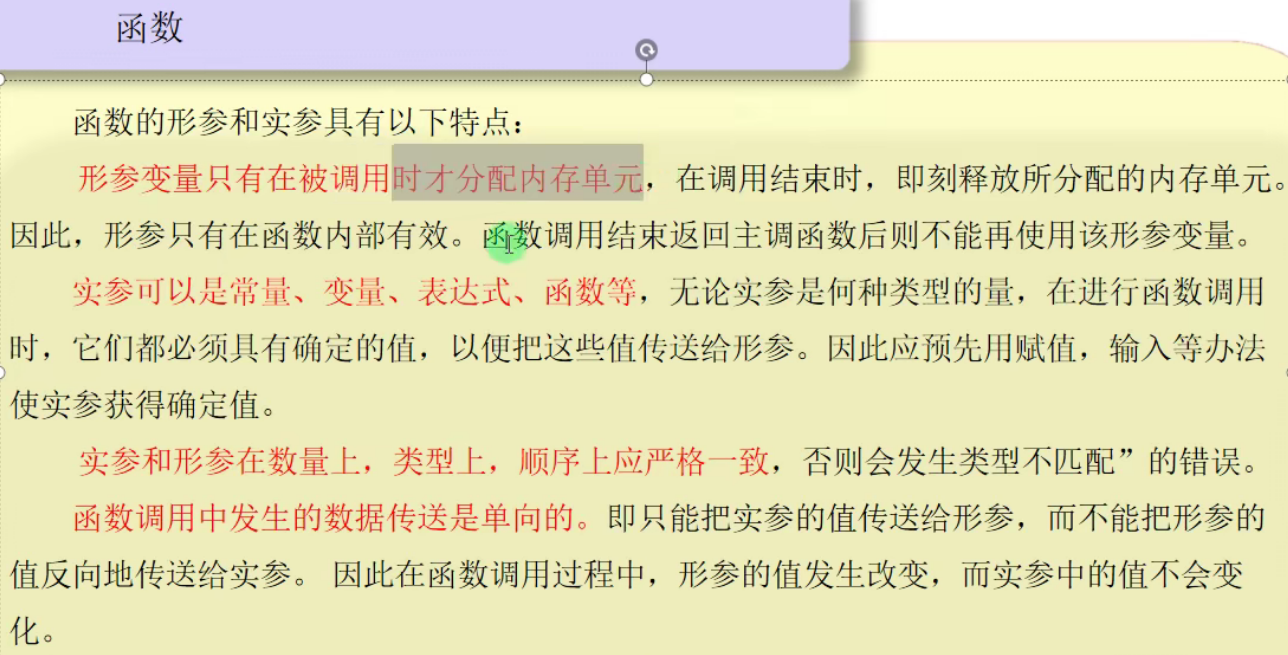 函数
函数的形参和实参具有以下特点：
形参变量只有在被调用时才分配内存单元，在调用结束时，即刻释放所分配的内存单元。
因此，形参只有在函数内部有效。函数调用结束返回主调函数后则不能再使用该形参变量。
实参可以是常量、变量、表达式、函数等，无论实参是何种类型的量，在进行函数调用
时，它们都必须具有确定的值，以便把这些值传送给形参。因此应预先用赋值，输入等办法
使实参获得确定值。
实参和形参在数量上，类型上，顺序上应严格一致，否则会发生类型不匹配”的错误。
函数调用中发生的数据传送是单向的。即只能把实参的值传送给形参，而不能把形参的
值反向地传送给实参。 因此在函数调用过程中，形参的值发生改变，而实参中的值不会变
化。